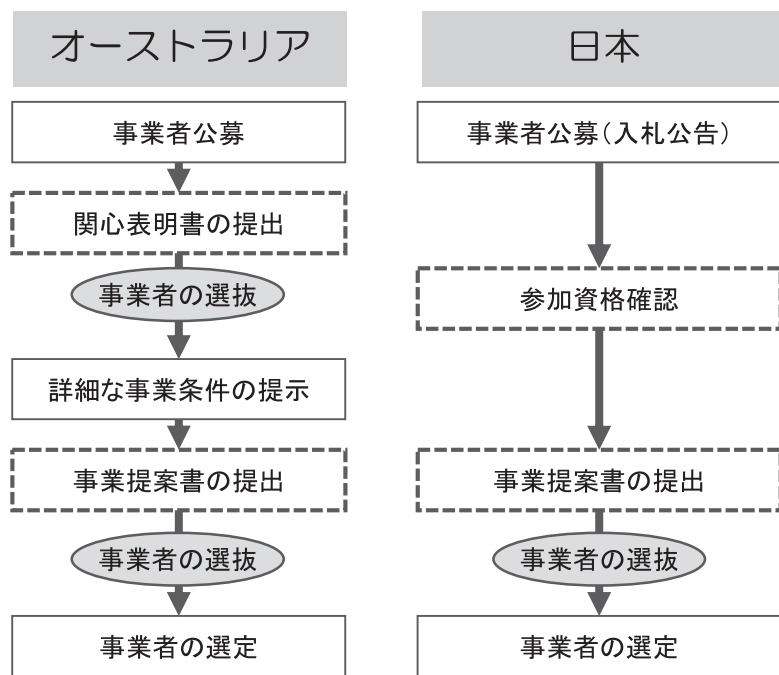 オーストラリア
事業者公募
関心表明書の提出
事業者の選抜
詳細な事業条件の提示
事業提案書の提出
事業者の選抜
事業者の選定
日本
事業者公募(入札公告)
参加資格確認
事業提案書の提出
事業者の選抜
事業者の選定